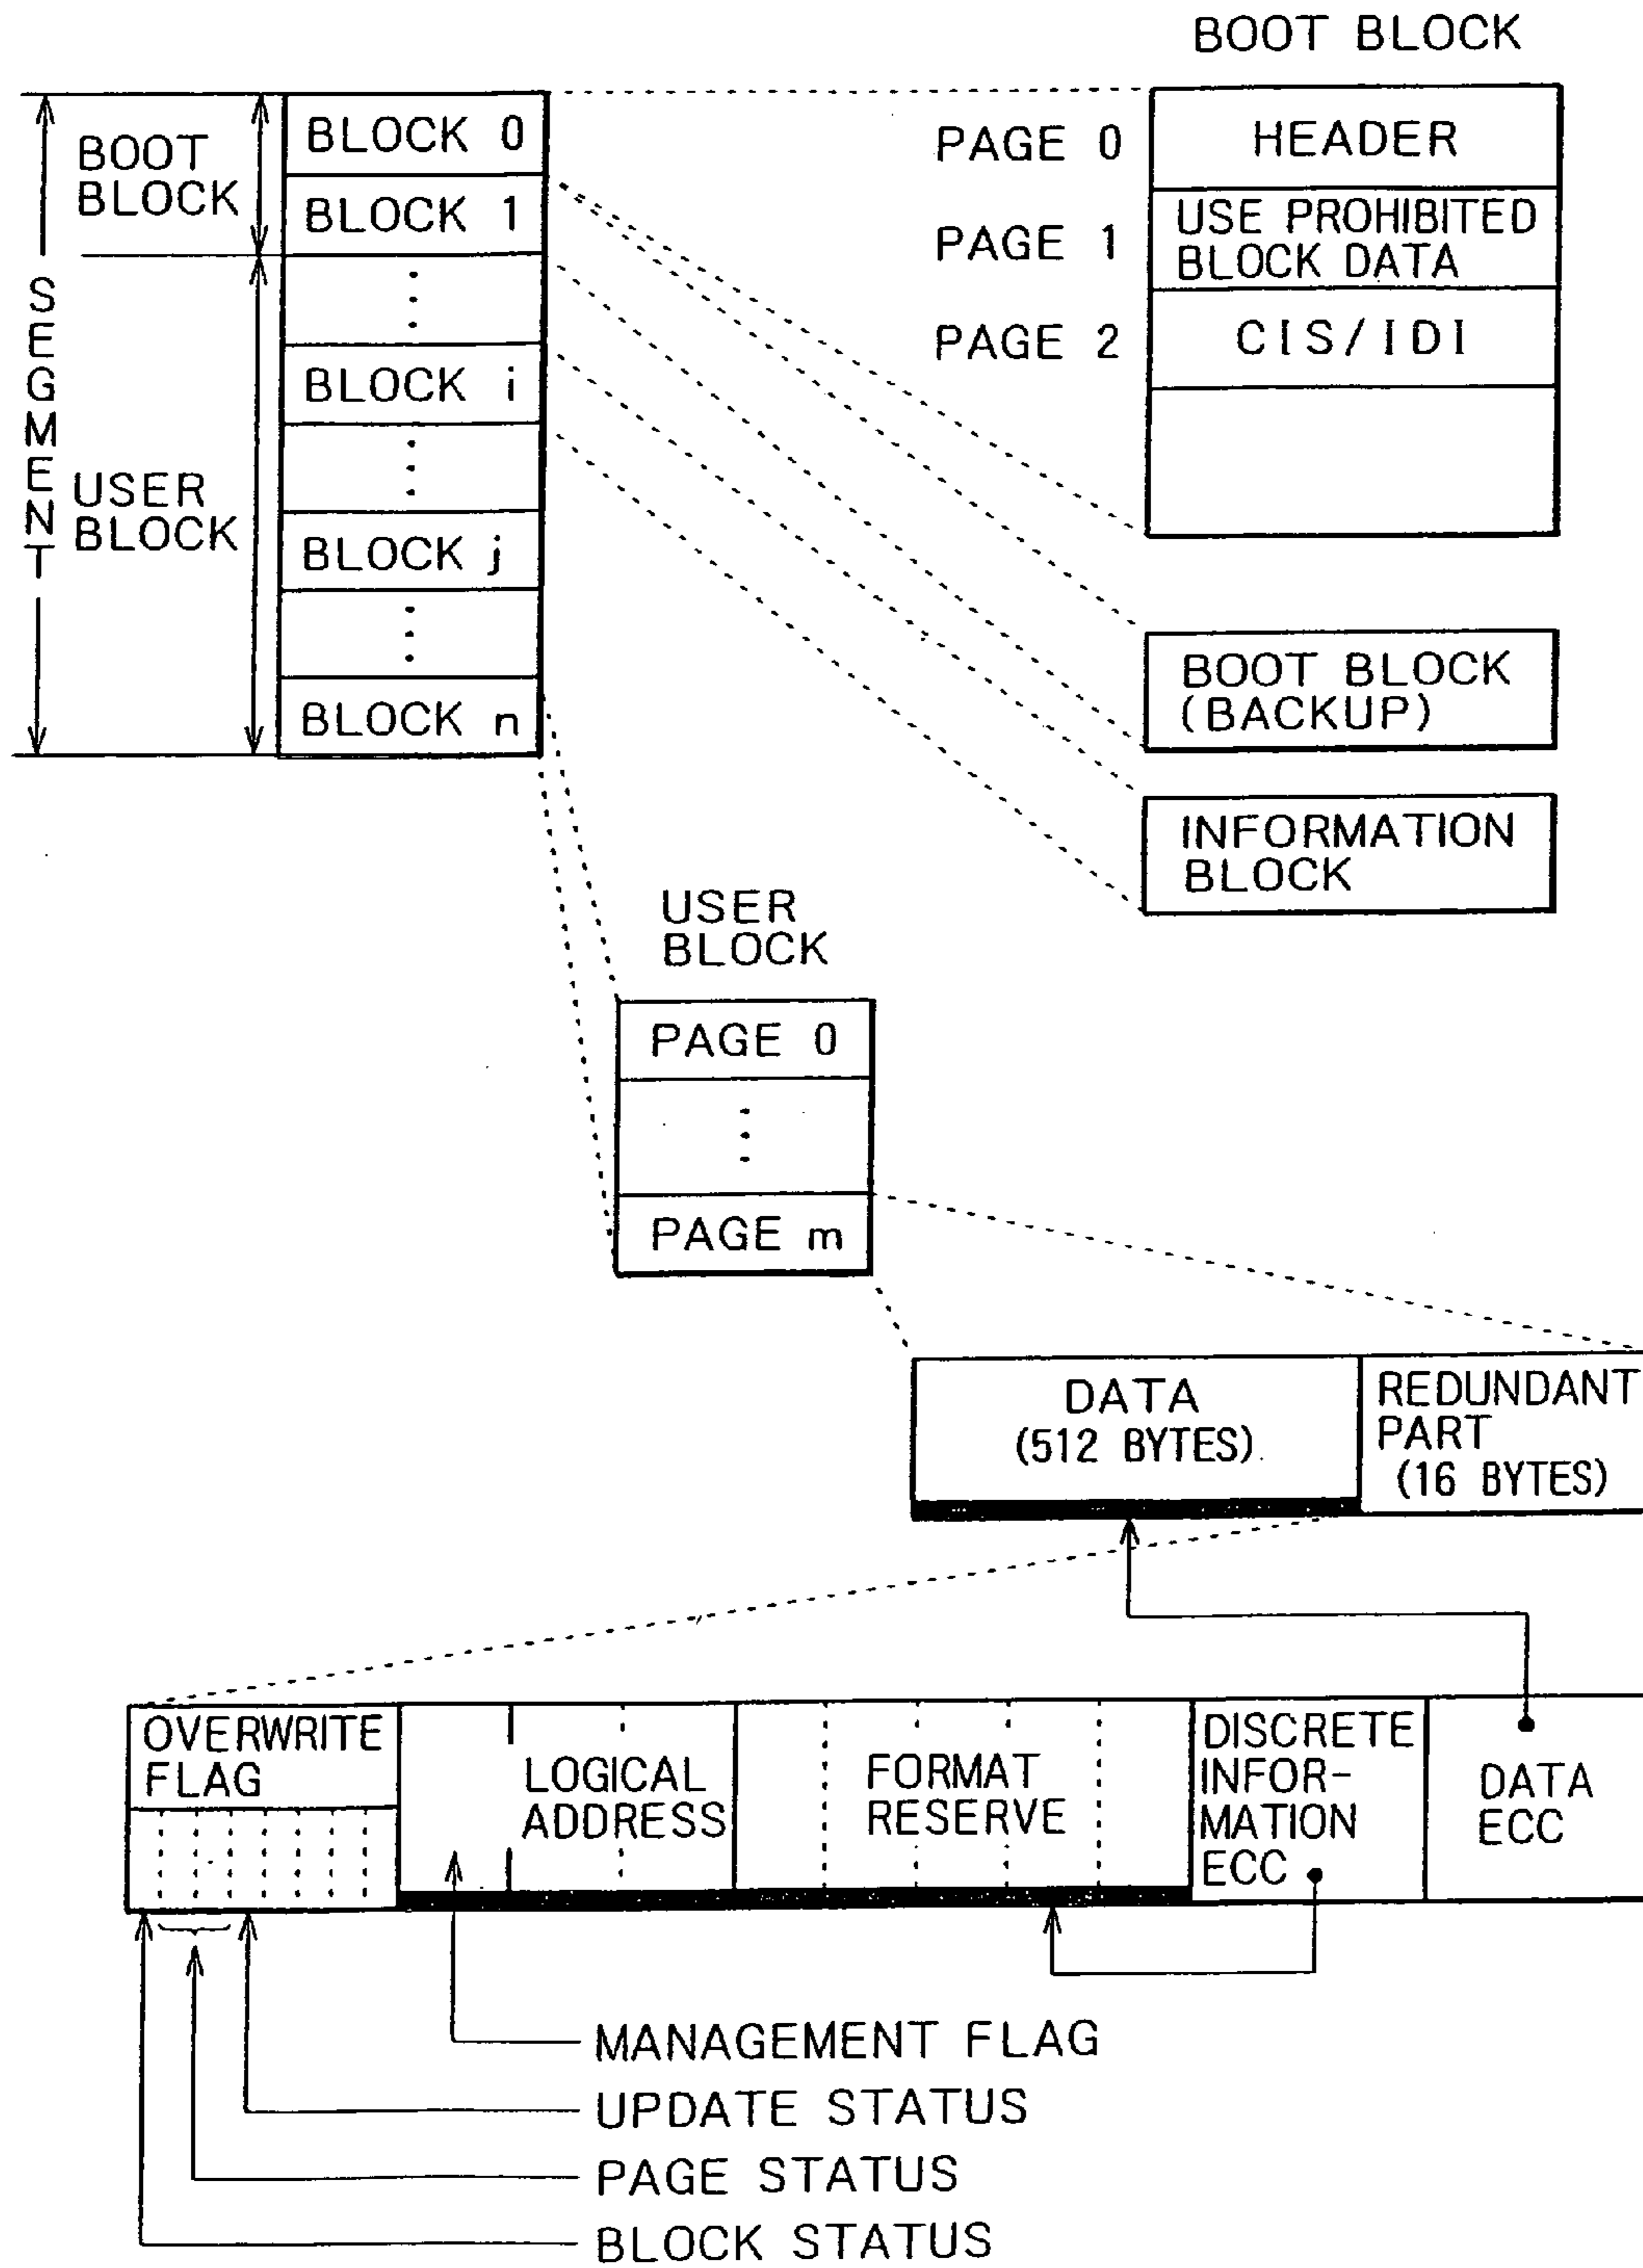 BOOT BLOCK
SEGMENT
BOOT
BLOCK
USER
BLOCK
BLOCK 0
BLOCK 1
BLOCK i
BLOCK j
BLOCK n
PAGE 0
HEADER
PAGE 1
USE PROHIBITED
BLOCK DATA
PAGE 2
CIS/IDI
BOOT BLOCK
(BACKUP)
INFORMATION
BLOCK
USER
BLOCK
PAGE 0
PAGE m
DATA
(512 BYTES)
REDUNDANT
PART
(16 BYTES)
OVERWRITE
FLAG
LOGICAL
ADDRESS
FORMAT
RESERVE
DISCRETE
INFOR-
MATION
ECC
DATA
ECC
MANAGEMENT FLAG
UPDATE STATUS
PAGE STATUS
BLOCK STATUS